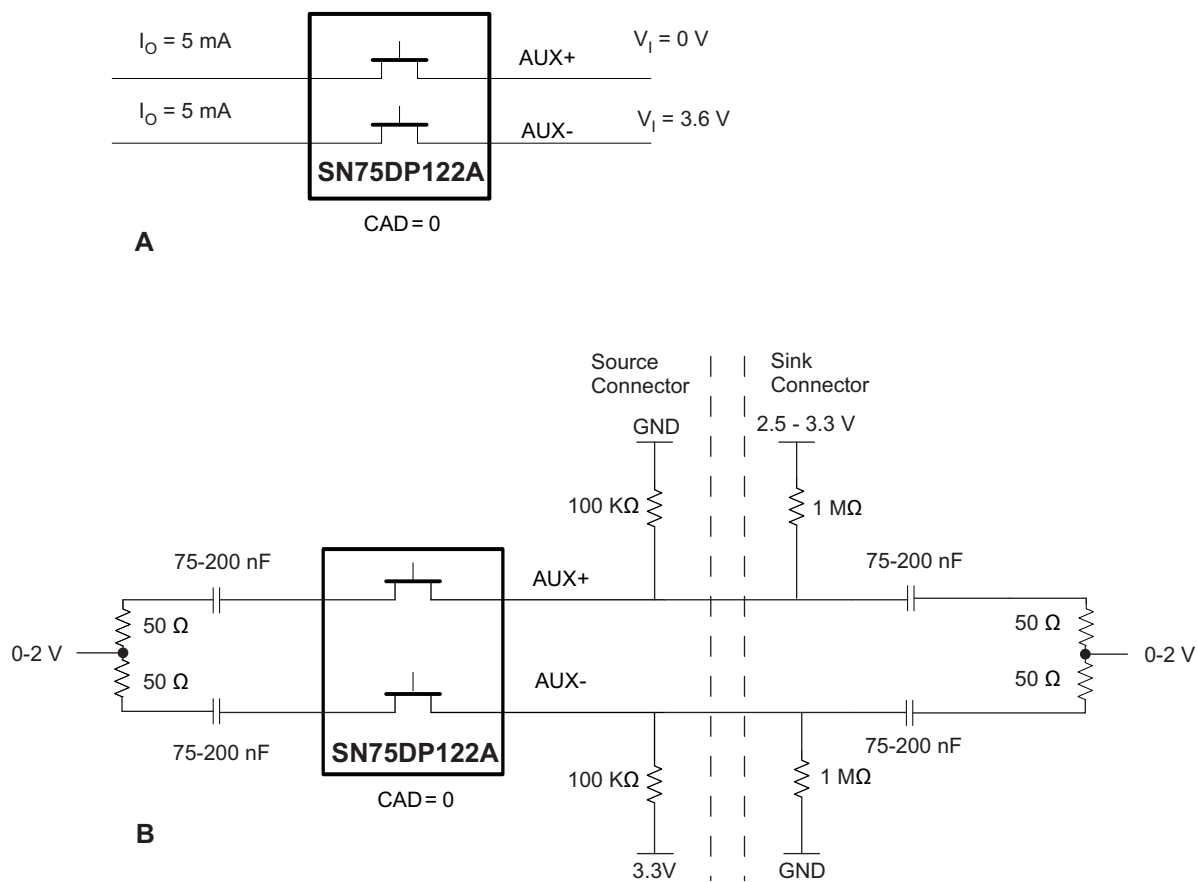 I_O = 5 mA
AUX+
V_I = 0 V
I_O = 5 mA
AUX-
V_I = 3.6 V
SN75DP122A
CAD = 0
A
Source
Connector
Sink
Connector
GND
2.5 - 3.3 V
100 KΩ
1 MΩ
75-200 nF
AUX+
75-200 nF
50 Ω
50 Ω
0-2 V
0-2 V
50 Ω
50 Ω
AUX-
75-200 nF
SN75DP122A
75-200 nF
100 KΩ
1 MΩ
CAD = 0
B
3.3V
GND